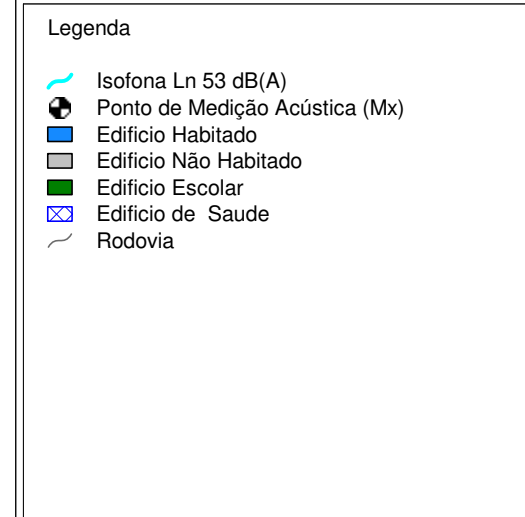 Legenda
Isofona Ln 53 dB(A)
Ponto de Medição Acústica (Mx)
Edificio Habitado
Edificio Não Habitado
Edificio Escolar
Edificio de Saude
Rodovia